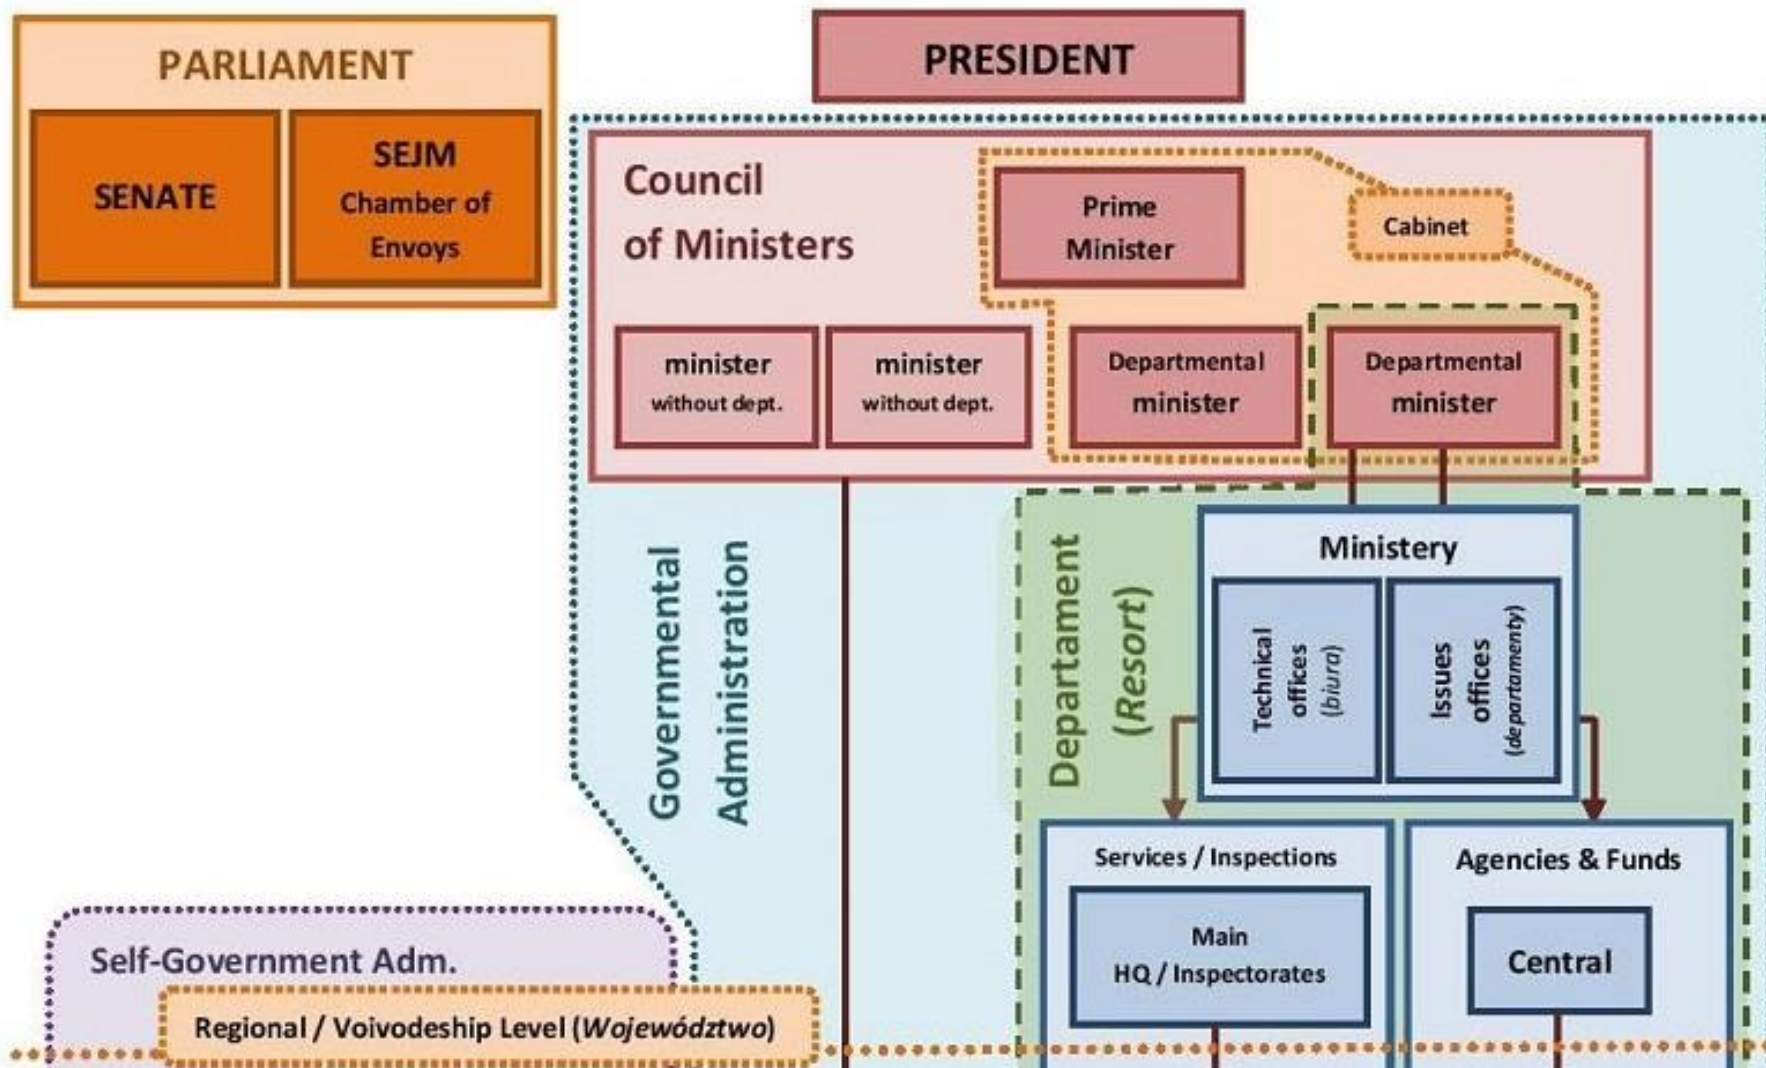 PARLIAMENT
SENATE
SEJM
Chamber of
Envoys
PRESIDENT
Council
of Ministers
Prime
Minister
Cabinet
minister
without dept.
minister
without dept.
Departmental
minister
Departmental
minister
Governmental
Administration
Departament
(Resort)
Ministery
Technical
offices
(biura)
Issues
offices
(departamenty)
Services / Inspections
Main
HQ / Inspectorates
Agencies & Funds
Central
Self-Government Adm.
Regional / Voivodeship Level (Województwo)